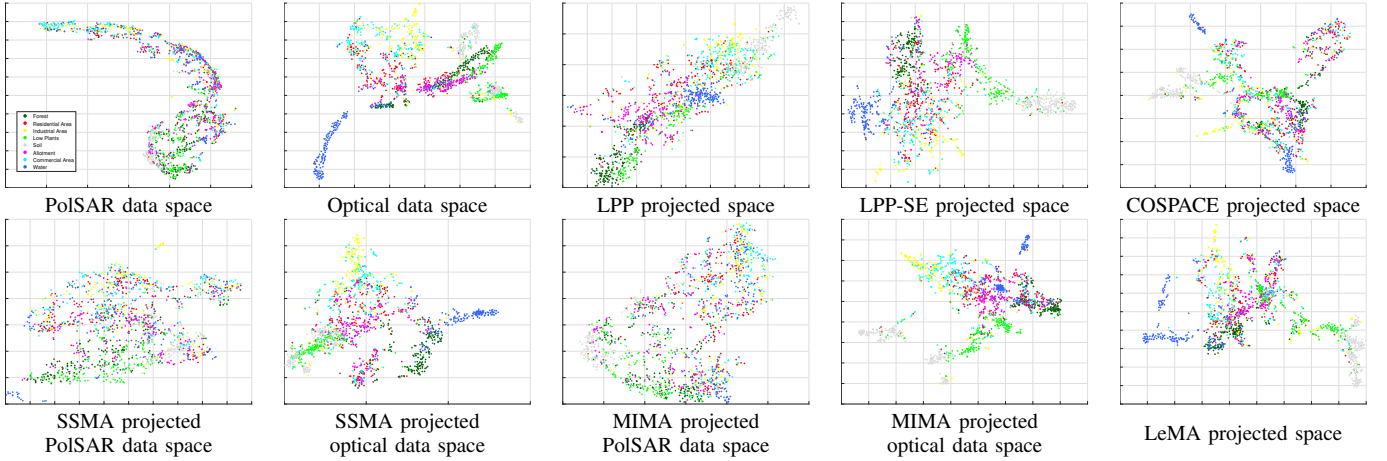 Forest
Residential Area
Industrial Area
Low Plants
Soil
Allotment
Commercial Area
Water
PolSAR data space
Optical data space
LPP projected space
LPP-SE projected space
COSPACE projected space
SSMA projected
PolSAR data space
SSMA projected
optical data space
MIMA projected
PolSAR data space
MIMA projected
optical data space
LeMA projected space